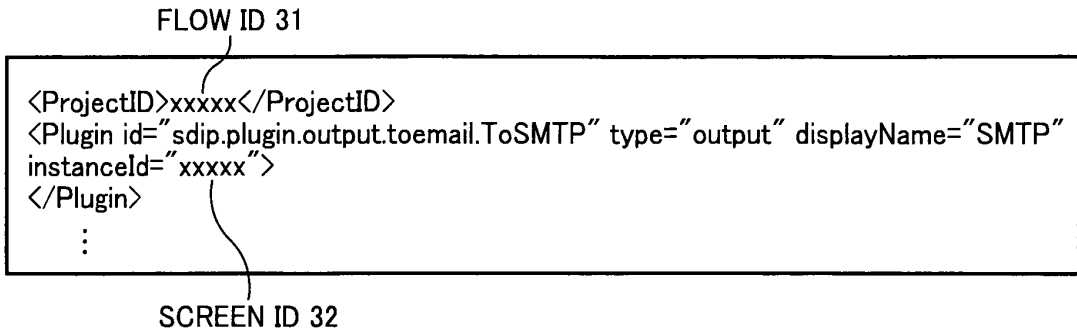 FLOW ID 31
<ProjectID>xxxxx</ProjectID>
<Plugin id="sdip.plugin.output.toemail.ToSMTP" type="output" displayName="SMTP"
instanceId="xxxxx">
</Plugin>
⋮
SCREEN ID 32